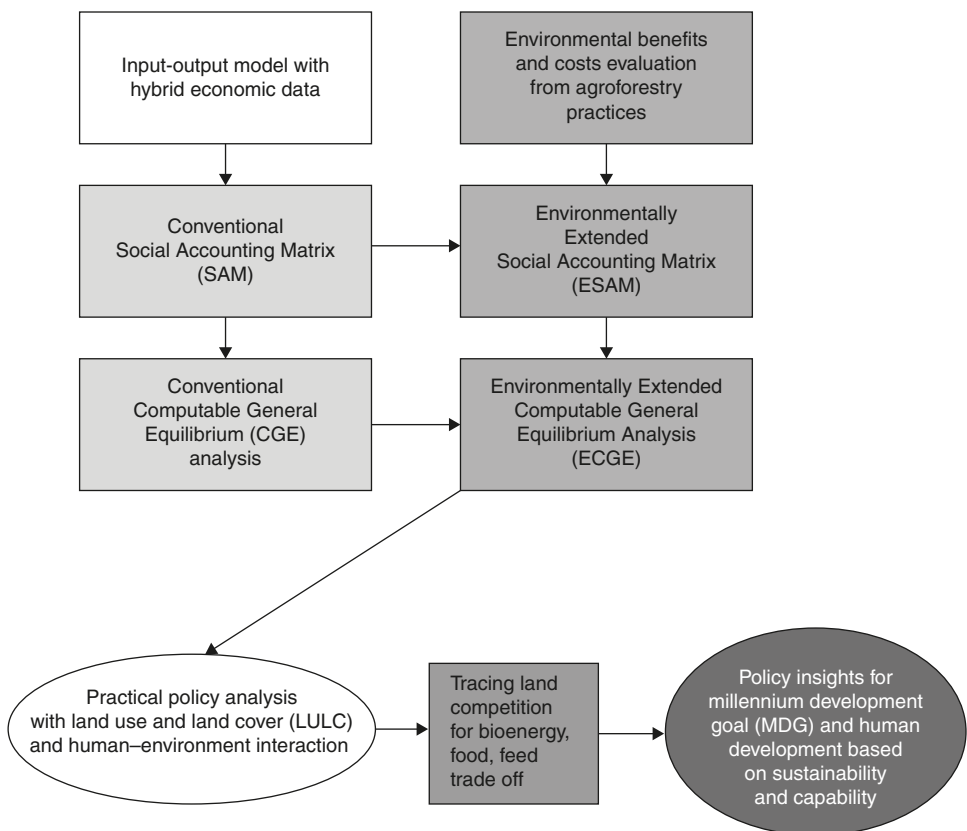 Input-output model with
hybrid economic data
Environmental benefits
and costs evaluation
from agroforestry
practices
Conventional
Social Accounting Matrix
(SAM)
Environmentally
Extended
Social Accounting Matrix
(ESAM)
Conventional
Computable General
Equilibrium (CGE)
analysis
Environmentally Extended
Computable General
Equilibrium Analysis
(ECGE)
Practical policy analysis
with land use and land cover (LULC)
and human–environment interaction
Tracing land
competition
for bioenergy,
food, feed
trade off
Policy insights for
millennium development
goal (MDG) and human
development based
on sustainability
and capability